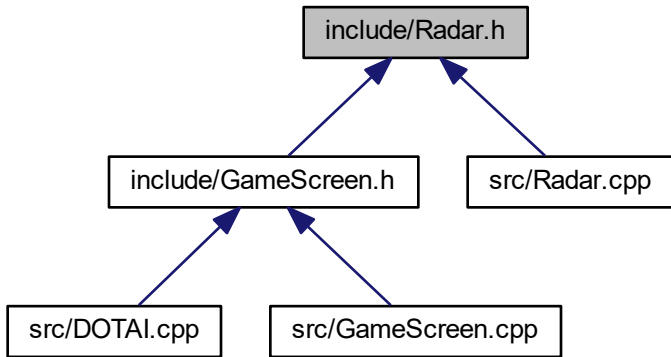 include/Radar.h
include/GameScreen.h
src/Radar.cpp
src/DOTAI.cpp
src/GameScreen.cpp